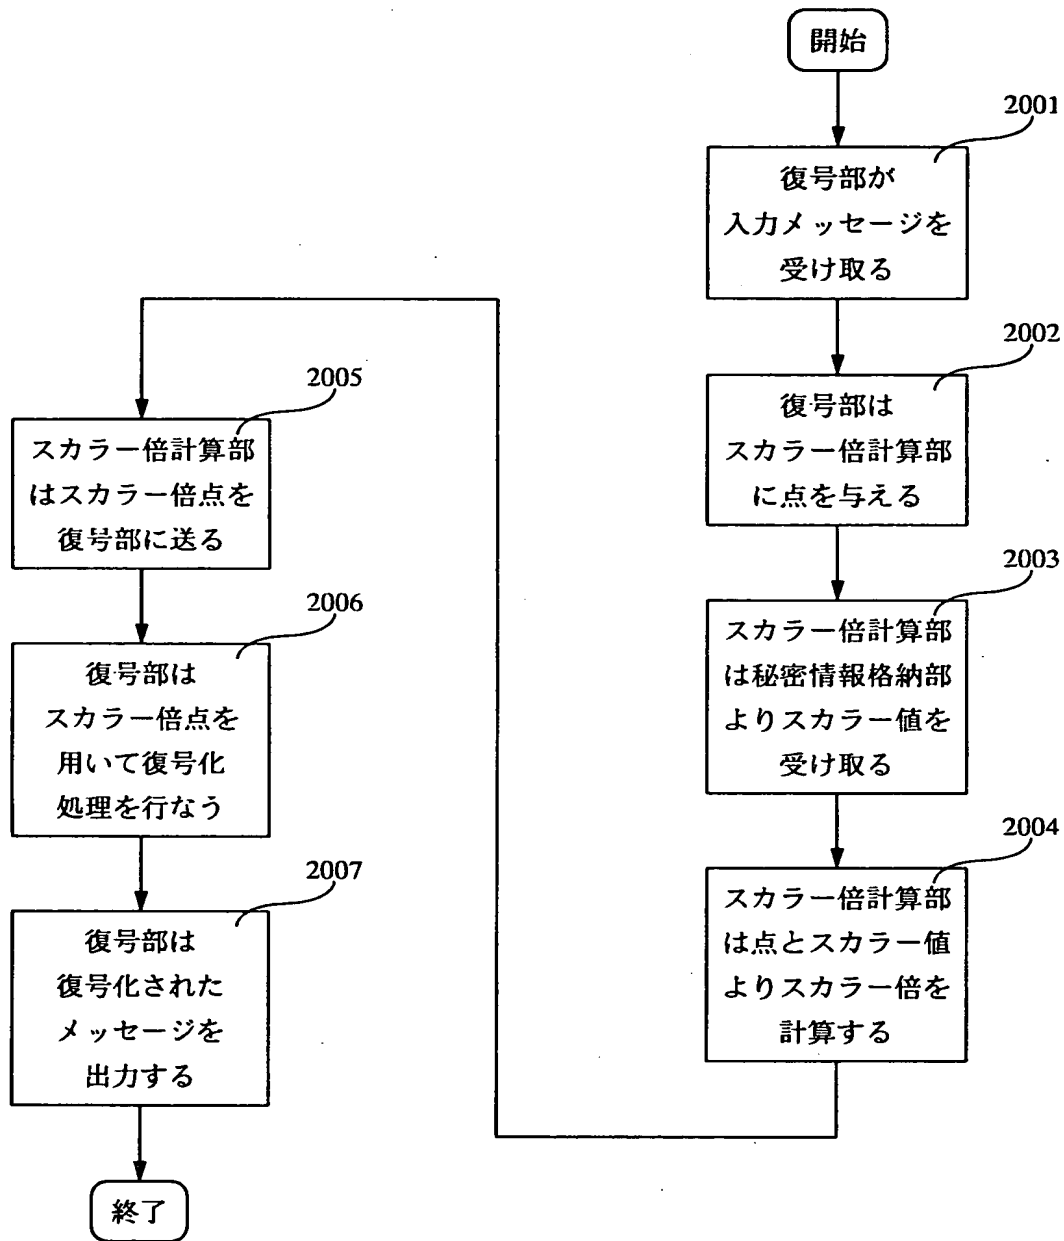 開始
2001
復号部が
入力メッセージを
受け取る
2002
復号部は
スカラー倍計算部
に点を与える
2003
スカラー倍計算部
は秘密情報格納部
よりスカラー値を
受け取る
2004
スカラー倍計算部
は点とスカラー値
よりスカラー倍を
計算する
2005
スカラー倍計算部
はスカラー倍点を
復号部に送る
2006
復号部は
スカラー倍点を
用いて復号化
処理を行なう
2007
復号部は
復号化された
メッセージを
出力する
終了